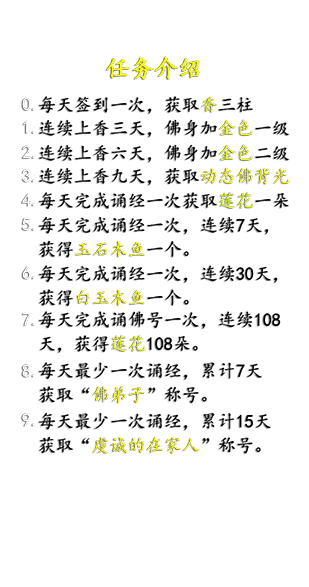 任务介绍
0. 每天签到一次，获取香三柱
1. 连续上香三天，佛身加金色一级
2. 连续上香六天，佛身加金色二级
3. 连续上香九天，获取动态佛背光
4. 每天完成诵经一次获取莲花一朵
5. 每天完成诵经一次，连续7天，
获得玉石木鱼一个。
6. 每天完成诵经一次，连续30天，
获得白玉木鱼一个。
7. 每天完成诵佛号一次，连续108
天，获得莲花108朵。
8. 每天最少一次诵经，累计7天
获取“佛弟子”称号。
9. 每天最少一次诵经，累计15天
获取“虔诚的在家人”称号。